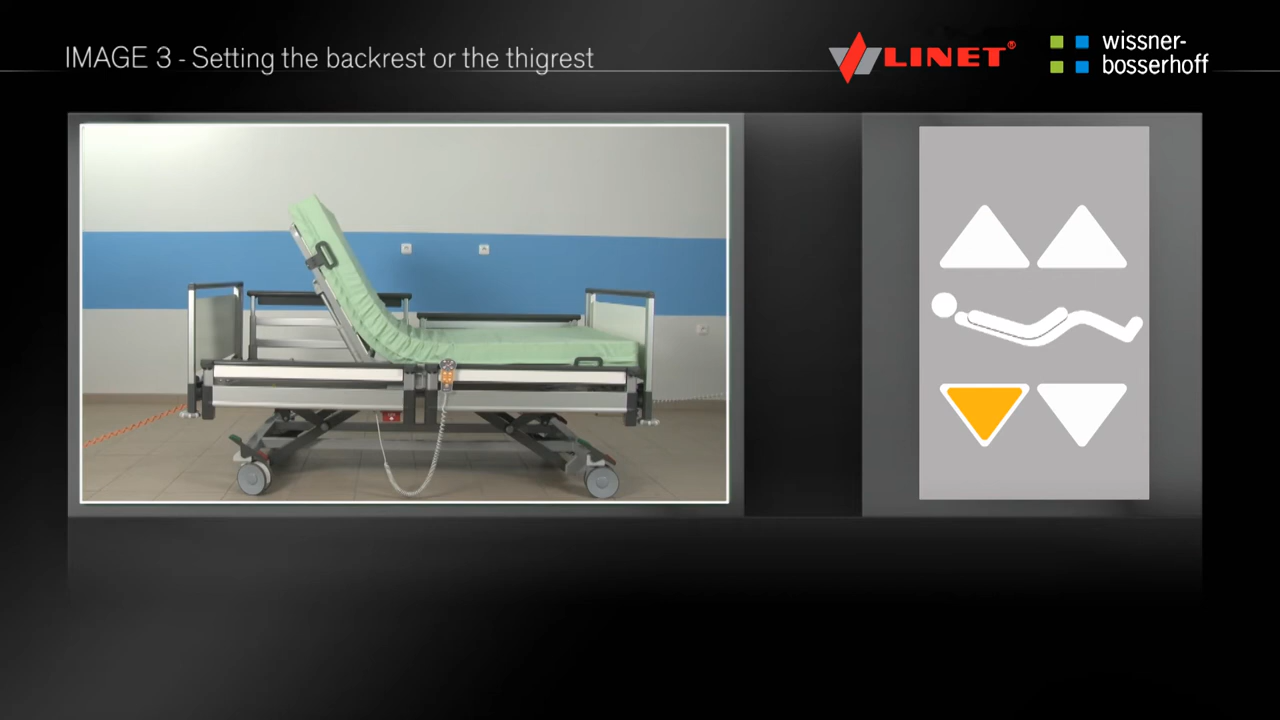 IMAGE 3 - Setting the backrest or the thigrest
LINET®
wissner-
bosserhoff